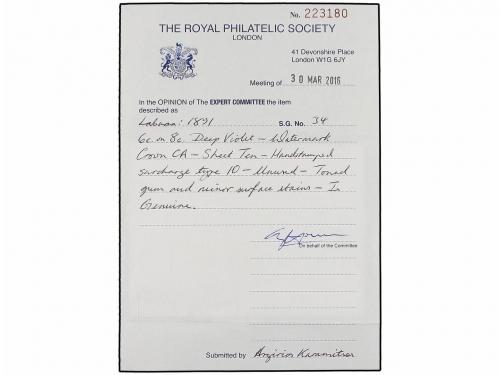 No. 223180
THE ROYAL PHILATELIC SOCIETY
LONDON
41 Devonshire Place
London W1G 6JY
Meeting of 30 MAR 2016
In the OPINION of The EXPERT COMMITTEE the item
described as
Labuan: 1891 S.G. No. 34
6c. on 8c. Deep Violet – Watermark
Crown CA – Sheet Ten – Handstamped
surcharge type 10 – Unused – Toned
gum and minor surface stains – Is
Genuine.
On behalf of the Committee
Submitted by Argirios Karamitsos